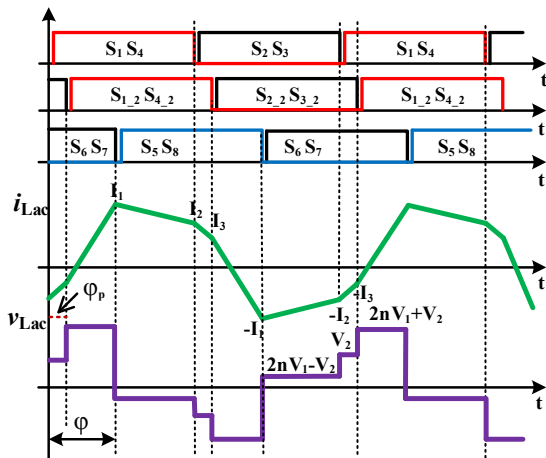 S1 S4 S2 S3 S1 S4
t
S1_2 S4_2 S2_2 S3_2 S1_2 S4_2
t
S6 S7 S5 S8 S6 S7 S5 S8
t
iLac I1 I2 I3
t
φp
-I1 -I2 -I3
vLac
2nV1-V2 V2 2nV1+V2
t
φ